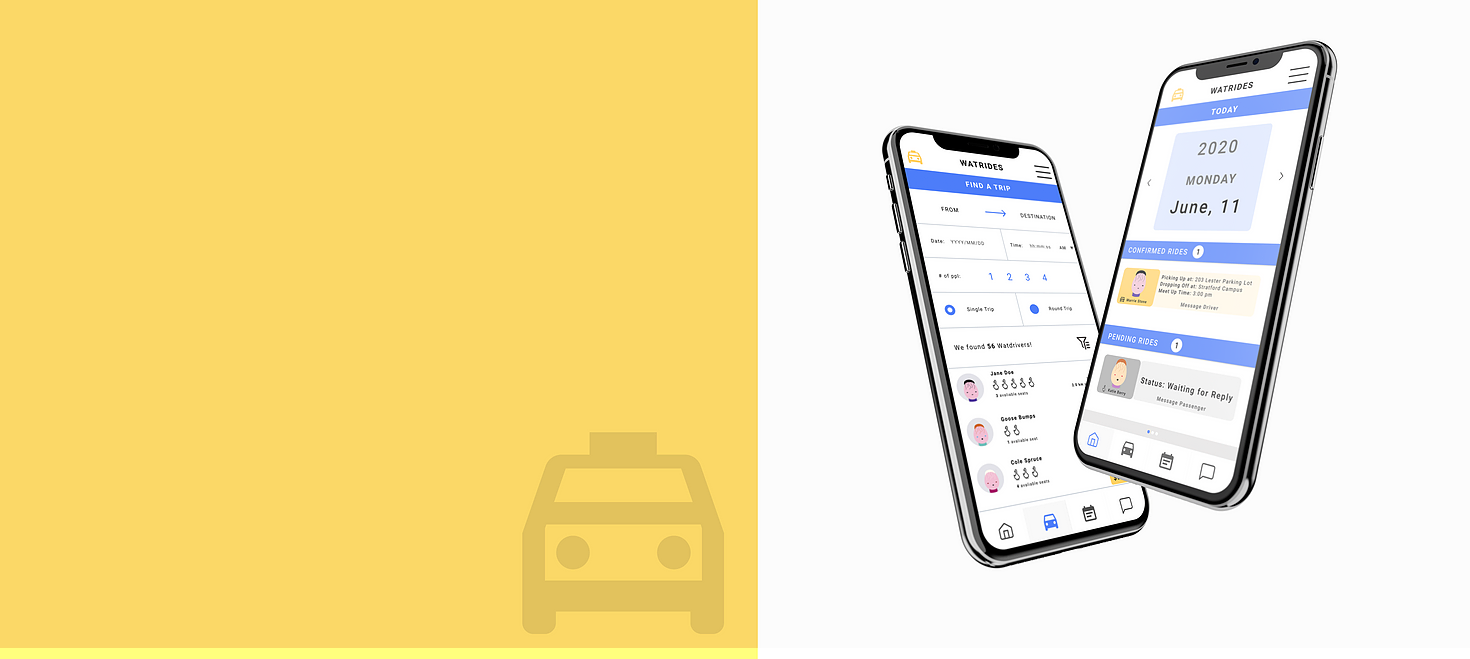 WATRIDES
FIND A TRIP
FROM
DESTINATION
Date: YYYY/MM/DD
Time:
AM
# of ppl: 1 2 3 4
Single Trip
Round Trip
We found 56 Watdrivers!
Jane Doe
3 available seats
Goose Bumps
1 available seat
Cole Spruce
4 available seats
WATRIDES
TODAY
2020
MONDAY
June, 11
CONFIRMED RIDES 1
Picking Up at: 203 Lester Parking Lot
Dropping Off at: Stratford Campus
Meet Up Time: 3:00 pm
Message Driver
PENDING RIDES 1
Status: Waiting for Reply
Message Passenger